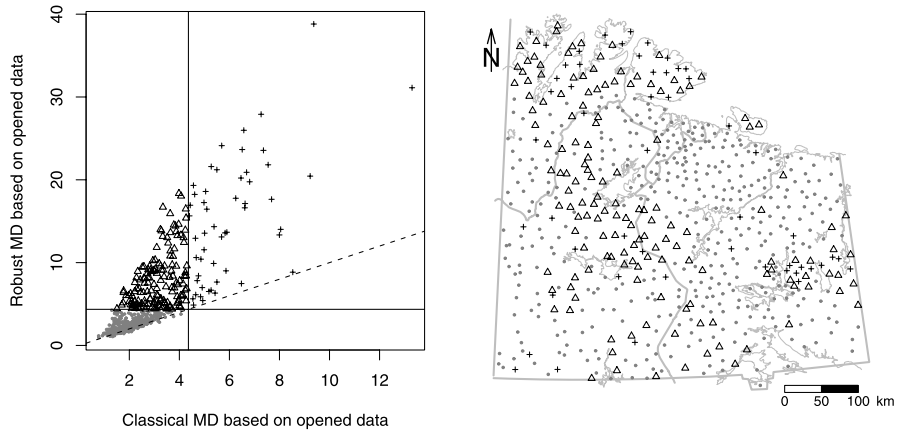 Robust MD based on opened data
40
30
20
10
0
2 4 6 8 10 12
Classical MD based on opened data
N
0 50 100 km